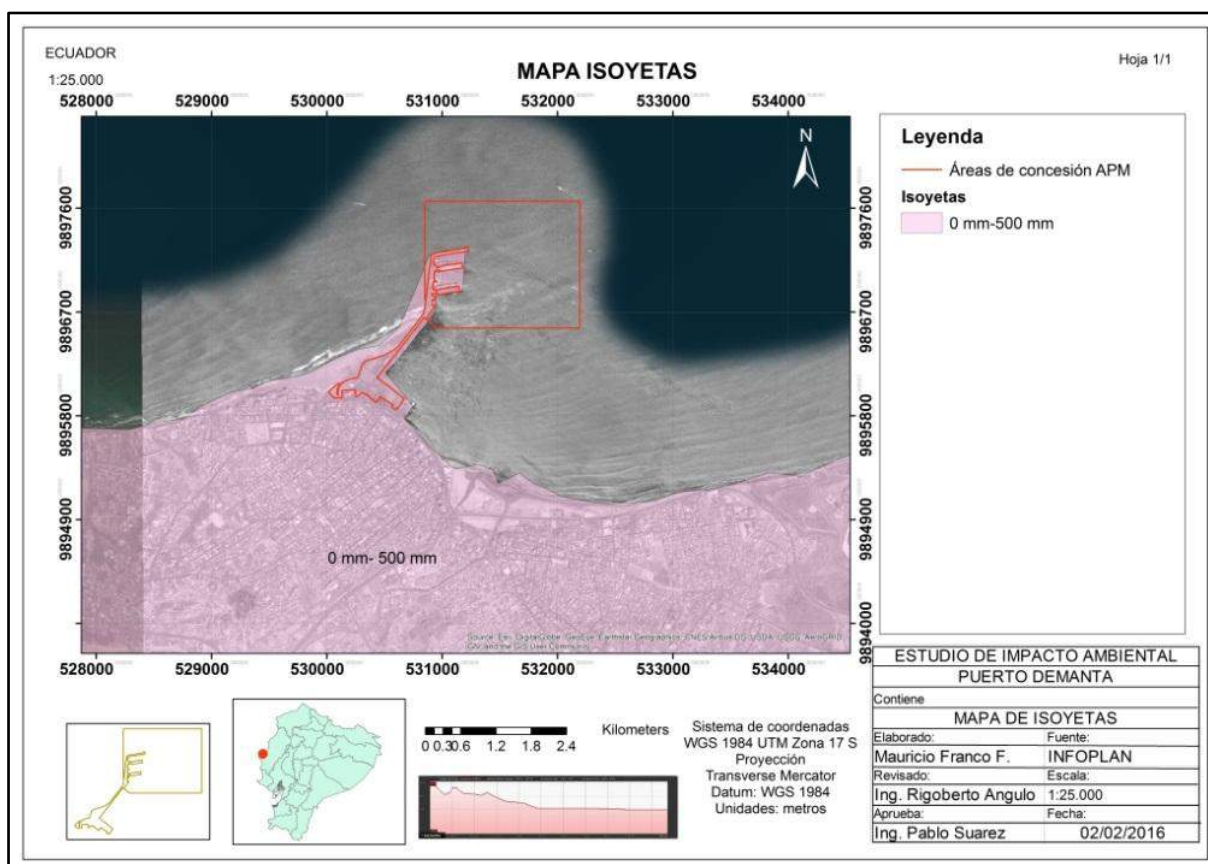 ECUADOR
1:25.000
MAPA ISOYETAS
Hoja 1/1
528000 529000 530000 531000 532000 533000 534000
9897600
9896700
9895800
9894900
9894000
N
9897600
9896700
9895800
9894900
9894000
0 mm- 500 mm
528000 529000 530000 531000 532000 533000 534000
Leyenda
Áreas de concesión APM
Isoyetas
0 mm-500 mm
0 0.30.6 1.2 1.8 2.4
Kilometers
Sistema de coordenadas
WGS 1984 UTM Zona 17 S
Proyección
Transverse Mercator
Datum: WGS 1984
Unidades: metros
ESTUDIO DE IMPACTO AMBIENTAL
PUERTO DEMANTA
Contiene
MAPA DE ISOYETAS
Elaborado: Fuente:
Mauricio Franco F. INFOPLAN
Revisado: Escala:
Ing. Rigoberto Angulo 1:25.000
Aprueba: Fecha:
Ing. Pablo Suarez 02/02/2016